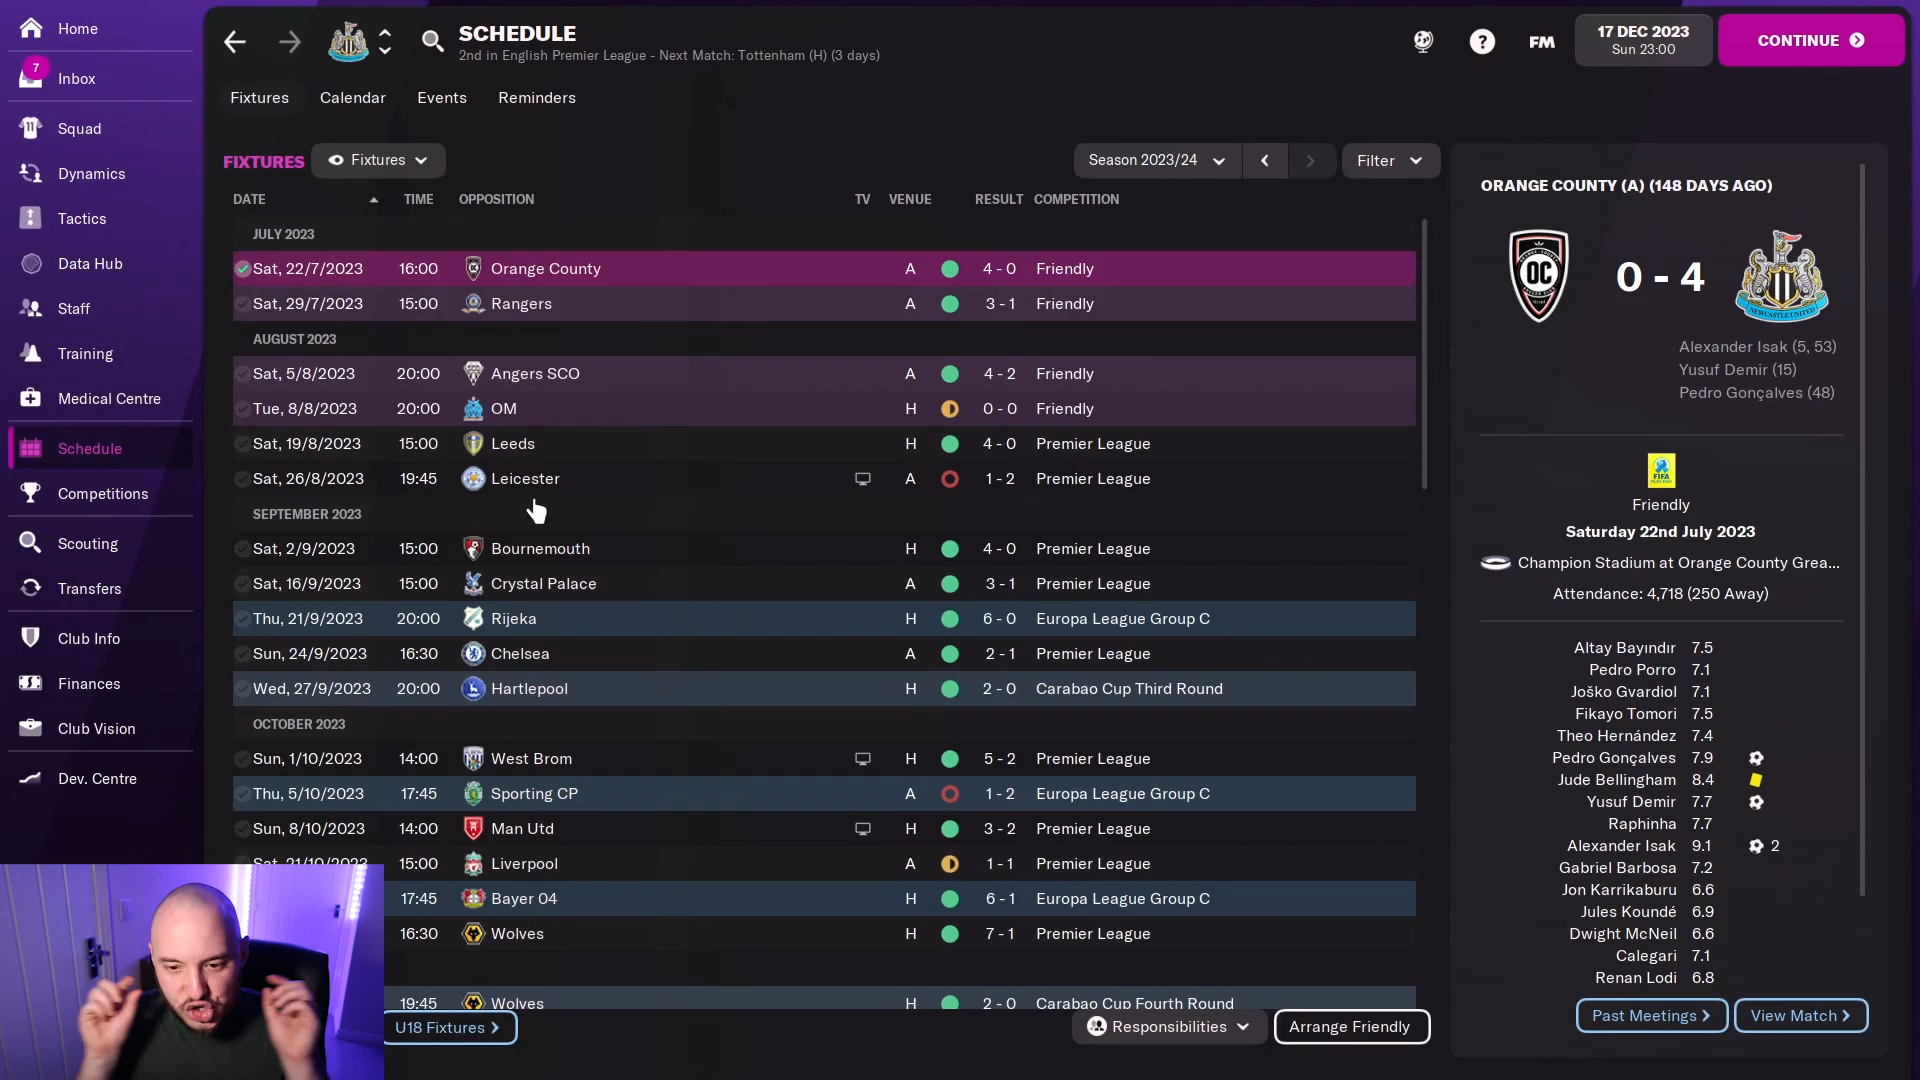 Home
7
Inbox
Squad
Dynamics
Tactics
Data Hub
Staff
Training
Medical Centre
Schedule
Competitions
Scouting
Transfers
Club Info
Finances
Club Vision
Dev. Centre
SCHEDULE
2nd in English Premier League - Next Match: Tottenham (H) (3 days)
FM
17 DEC 2023
Sun 23:00
CONTINUE
Fixtures Calendar Events Reminders
FIXTURES Fixtures Season 2023/24 Filter
DATE TIME OPPOSITION TV VENUE RESULT COMPETITION
JULY 2023
Sat, 22/7/2023 16:00 Orange County A 4 - 0 Friendly
Sat, 29/7/2023 15:00 Rangers A 3 - 1 Friendly
AUGUST 2023
Sat, 5/8/2023 20:00 Angers SCO A 4 - 2 Friendly
Tue, 8/8/2023 20:00 OM H 0 - 0 Friendly
Sat, 19/8/2023 15:00 Leeds H 4 - 0 Premier League
Sat, 26/8/2023 19:45 Leicester A 1 - 2 Premier League
SEPTEMBER 2023
Sat, 2/9/2023 15:00 Bournemouth H 4 - 0 Premier League
Sat, 16/9/2023 15:00 Crystal Palace A 3 - 1 Premier League
Thu, 21/9/2023 20:00 Rijeka H 6 - 0 Europa League Group C
Sun, 24/9/2023 16:30 Chelsea A 2 - 1 Premier League
Wed, 27/9/2023 20:00 Hartlepool H 2 - 0 Carabao Cup Third Round
OCTOBER 2023
Sun, 1/10/2023 14:00 West Brom H 5 - 2 Premier League
Thu, 5/10/2023 17:45 Sporting CP A 1 - 2 Europa League Group C
Sun, 8/10/2023 14:00 Man Utd H 3 - 2 Premier League
Sat, 21/10/2023 15:00 Liverpool A 1 - 1 Premier League
17:45 Bayer 04 H 6 - 1 Europa League Group C
16:30 Wolves H 7 - 1 Premier League
19:45 Wolves H 2 - 0 Carabao Cup Fourth Round
U18 Fixtures Responsibilities Arrange Friendly
ORANGE COUNTY (A) (148 DAYS AGO)
OC
0 - 4
NEWCASTLE UNITED
Alexander Isak (5, 53)
Yusuf Demir (15)
Pedro Gonçalves (48)
FIFA
Friendly
Saturday 22nd July 2023
Champion Stadium at Orange County Grea...
Attendance: 4,718 (250 Away)
Altay Bayındır 7.5
Pedro Porro 7.1
Joško Gvardiol 7.1
Fikayo Tomori 7.5
Theo Hernández 7.4
Pedro Gonçalves 7.9
Jude Bellingham 8.4
Yusuf Demir 7.7
Raphinha 7.7
Alexander Isak 9.1 2
Gabriel Barbosa 7.2
Jon Karrikaburu 6.6
Jules Koundé 6.9
Dwight McNeil 6.6
Calegari 7.1
Renan Lodi 6.8
Past Meetings View Match